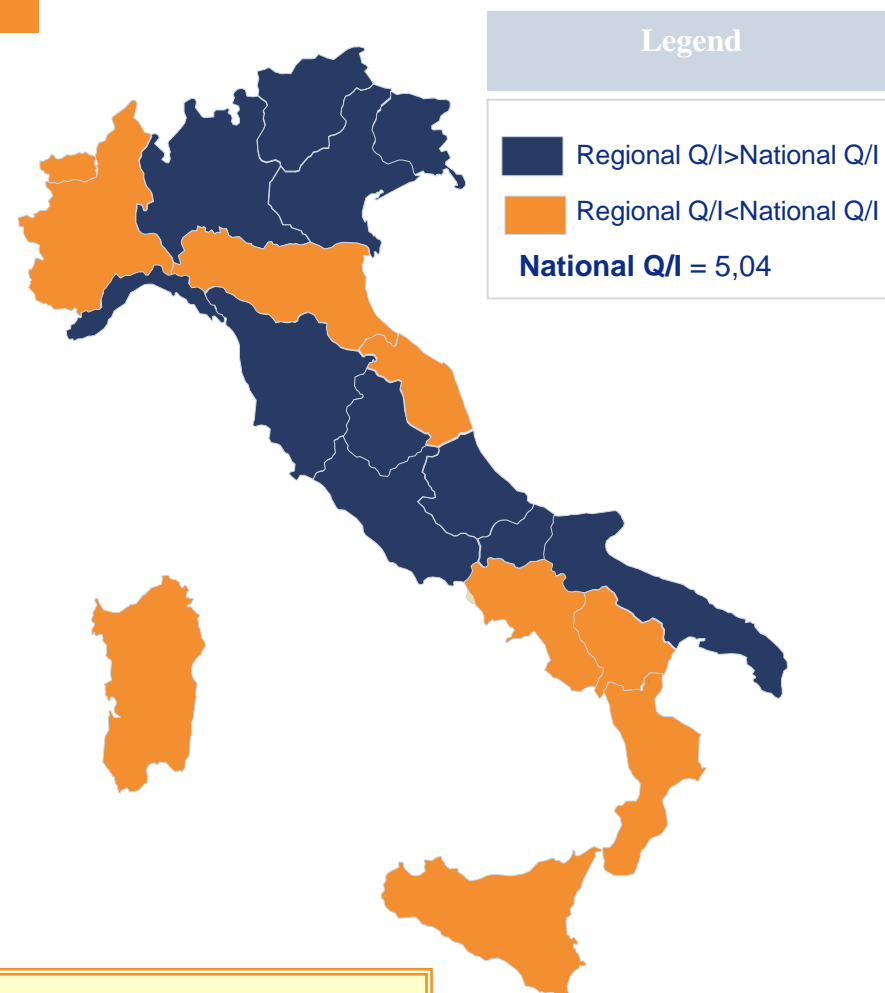 Legend
Regional Q/I>National Q/I
Regional Q/I<National Q/I
National Q/I = 5,04